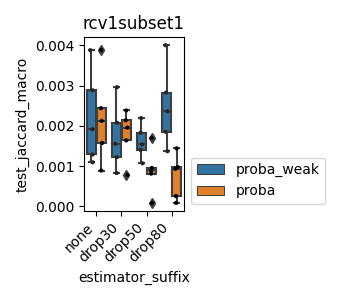 rcv1subset1
test_jaccard_macro
0.004
0.003
0.002
0.001
0.000
none
drop30
drop50
drop80
estimator_suffix
proba_weak
proba